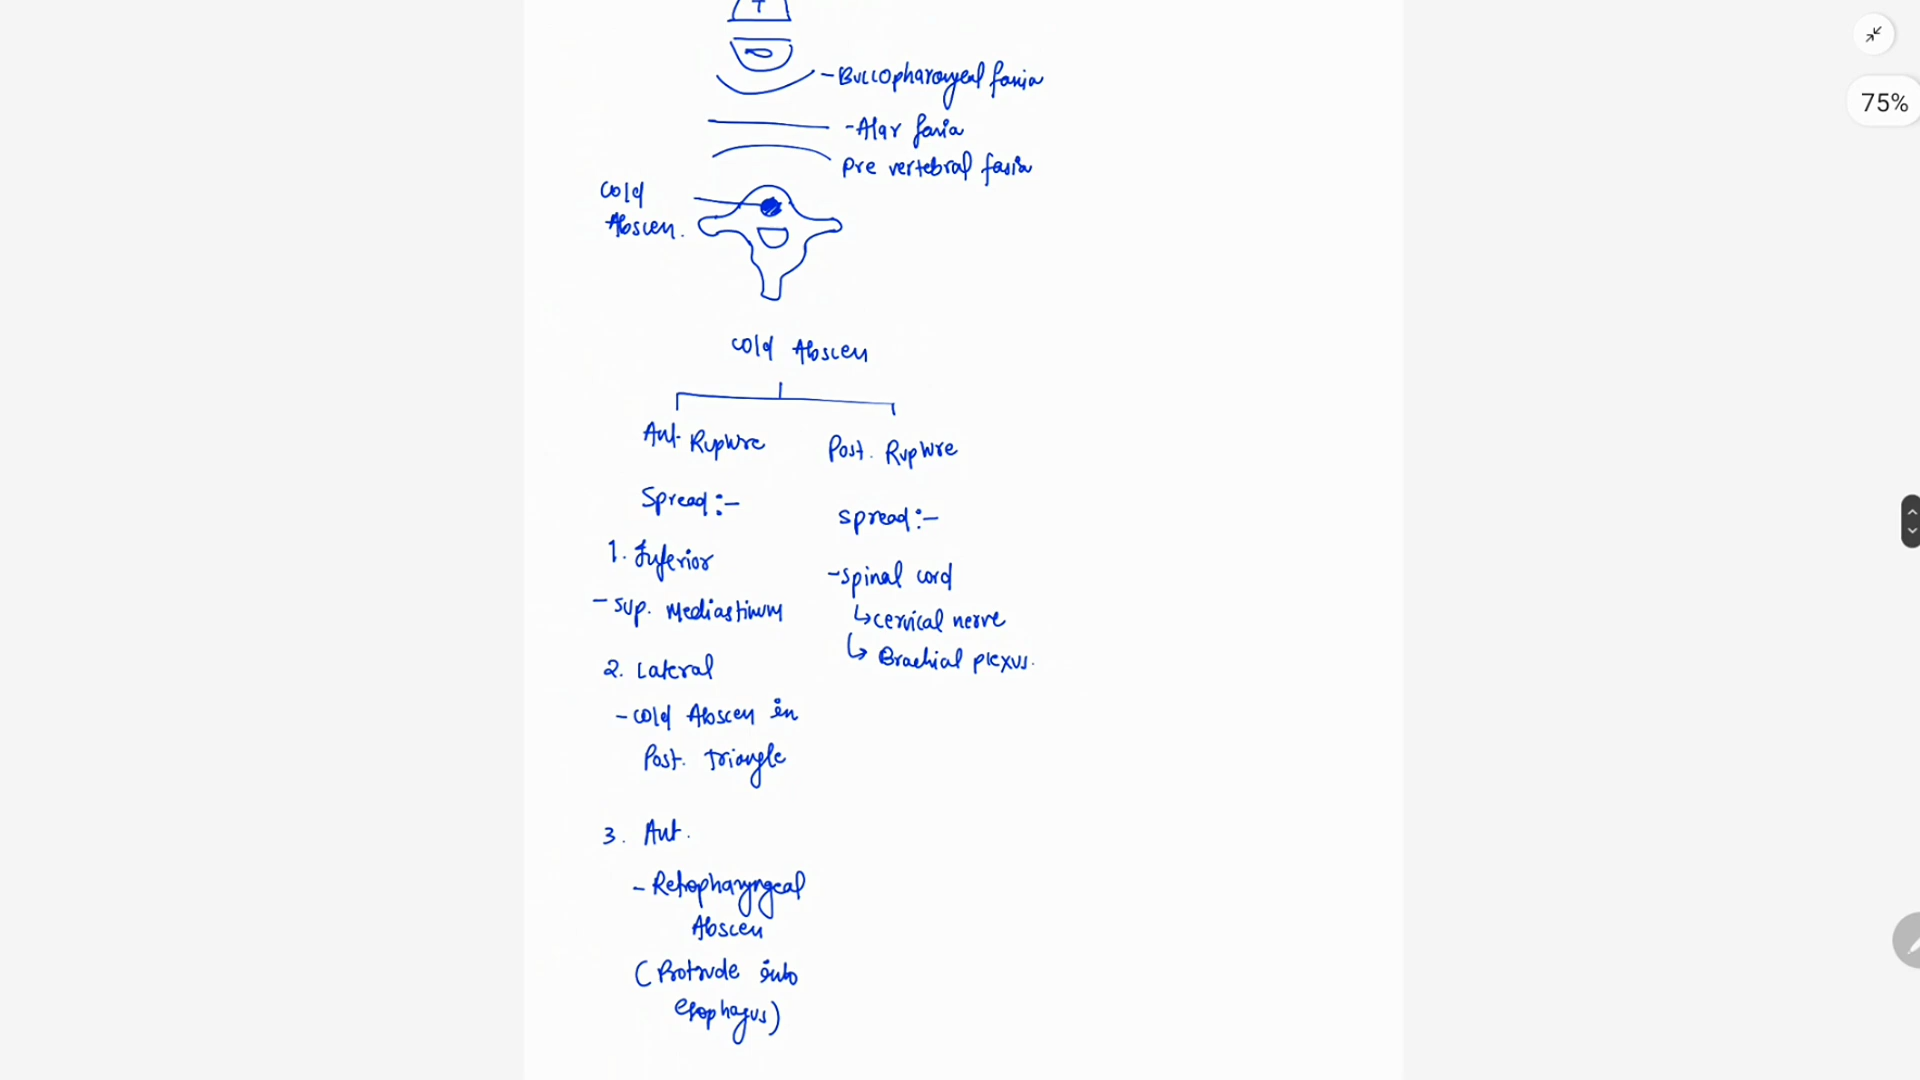 T
75%
- Buccopharangeal fascia
- Alar fascia
Pre vertebral fascia
Cold
Abscess.
Cold Abscess
Ant. Rupture
Post. Rupture
Spread :-
Spread :-
1. Inferior
- Sup. Mediastinum
- Spinal cord
↳ cervical nerve
↳ Brachial plexus.
2. Lateral
- Cold Abscess in
Post. Triangle
3. Ant.
- Retropharyngeal
Abscess
(Protrude into
esophagus)